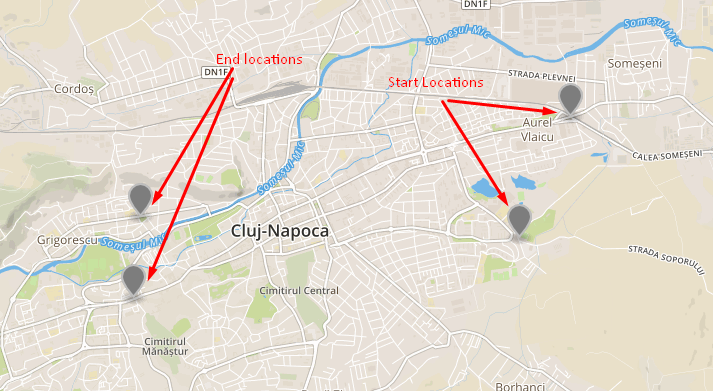 DN1F
Someșul-Mic
Someșeni
End locations
DN1F
STRADA PLEVNEI
Cordoș
Start Locations
Aurel
Vlaicu
CALEA SOMEȘENI
Someșul-Mic
Grigorescu
Someșul-Mic
Cluj-Napoca
STRADA SOPORULUI
Cimitirul Central
Cimitirul
Mănăștur
Borhanci